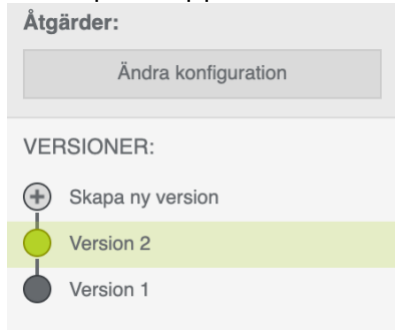 Åtgärder:
Ändra konfiguration
VERSIONER:
Skapa ny version
Version 2
Version 1